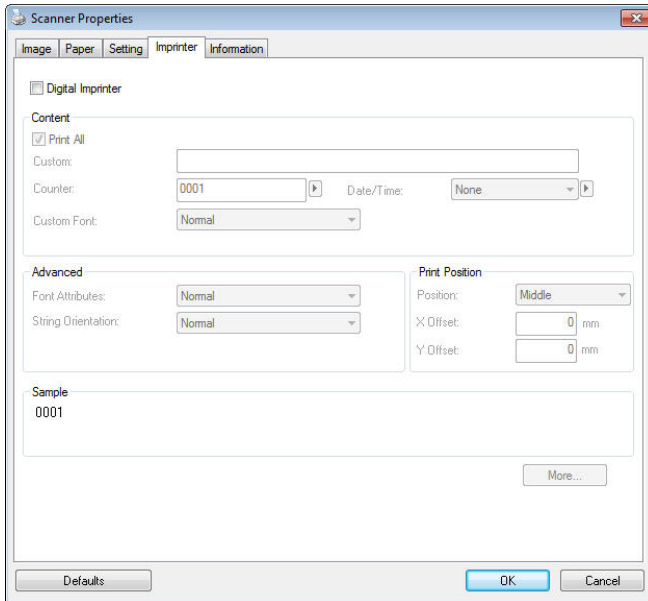 Scanner Properties
Image Paper Setting Imprinter Information
Digital Imprinter
Content
Print All
Custom:
Counter: 0001 Date/Time: None
Custom Font: Normal
Advanced
Font Attributes: Normal
String Orientation: Normal
Print Position
Position: Middle
X Offset: 0 mm
Y Offset: 0 mm
Sample
0001
More...
Defaults OK Cancel